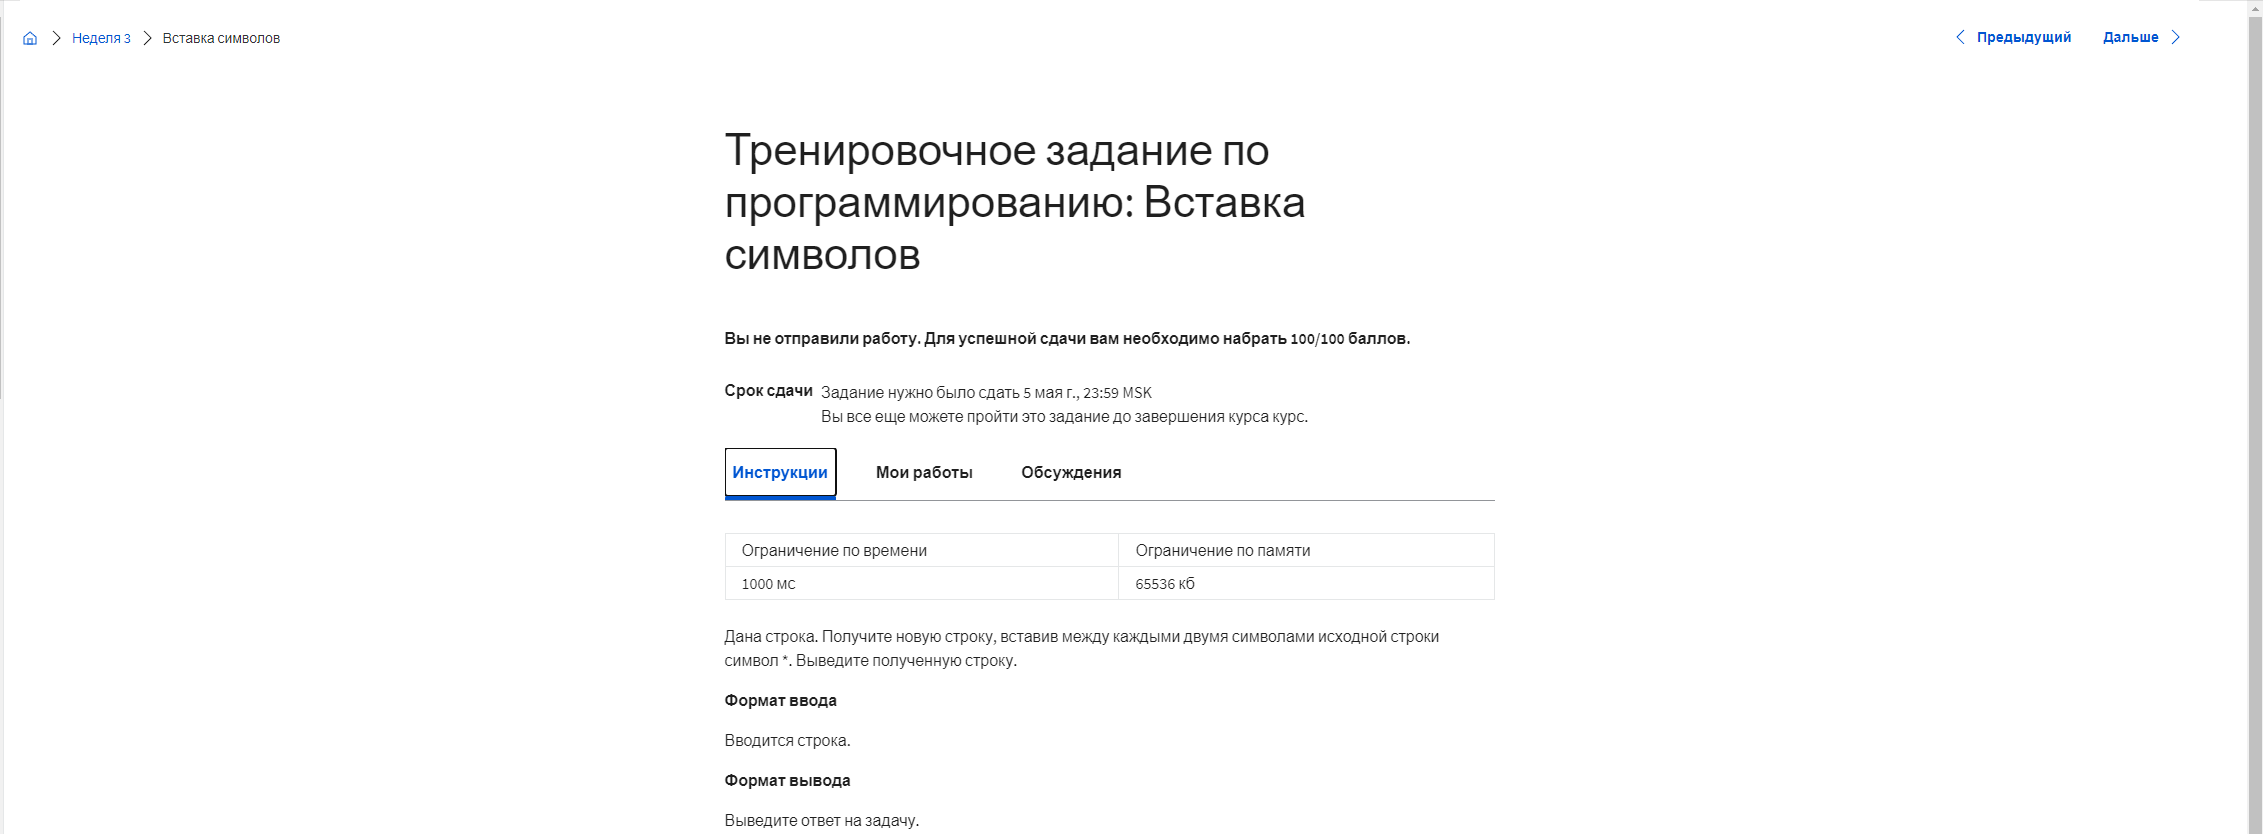 Неделя 3
Вставка символов
Предыдущий
Дальше
Тренировочное задание по
программированию: Вставка
символов
Вы не отправили работу. Для успешной сдачи вам необходимо набрать 100/100 баллов.
Срок сдачи Задание нужно было сдать 5 мая г., 23:59 MSK
Вы все еще можете пройти это задание до завершения курса курс.
Инструкции
Мои работы
Обсуждения
Ограничение по времени
Ограничение по памяти
1000 мс
65536 кб
Дана строка. Получите новую строку, вставив между каждыми двумя символами исходной строки
символ *. Выведите полученную строку.
Формат ввода
Вводится строка.
Формат вывода
Выведите ответ на задачу.